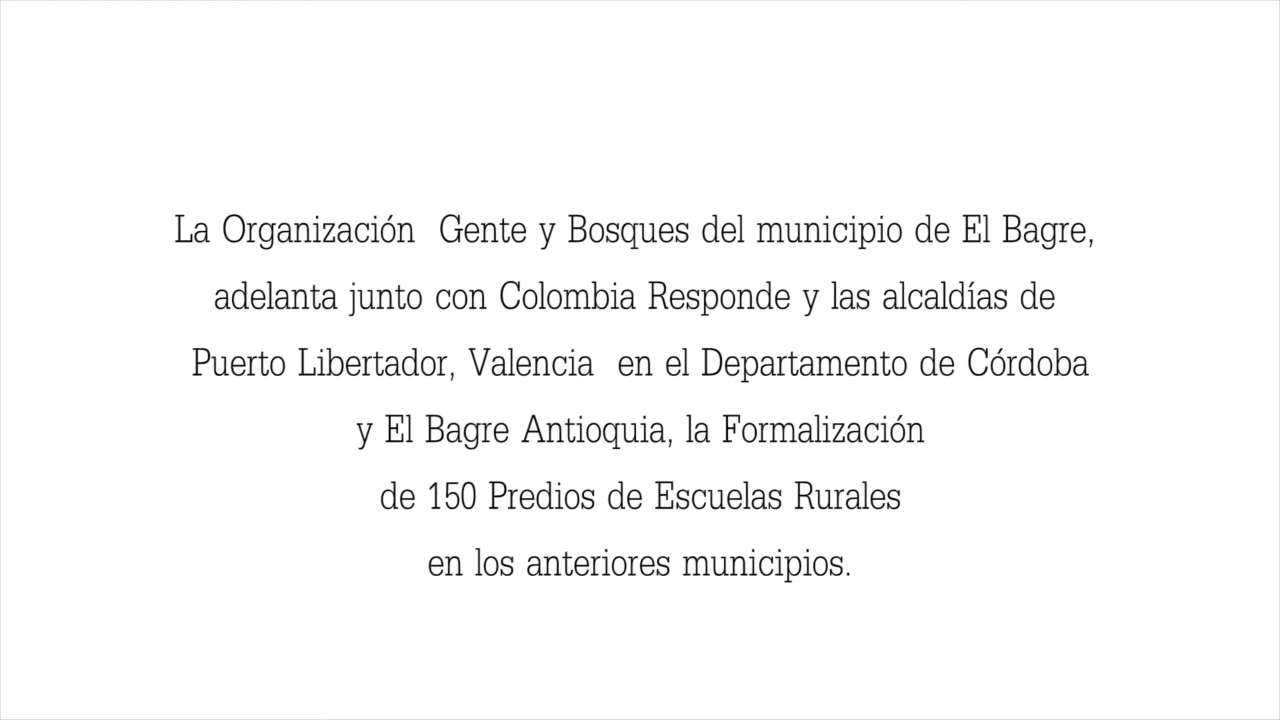 La Organización  Gente y Bosques del municipio de El Bagre,
adelanta junto con Colombia Responde y las alcaldías de
Puerto Libertador, Valencia  en el Departamento de Córdoba
y El Bagre Antioquia, la Formalización
de 150 Predios de Escuelas Rurales
en los anteriores municipios.